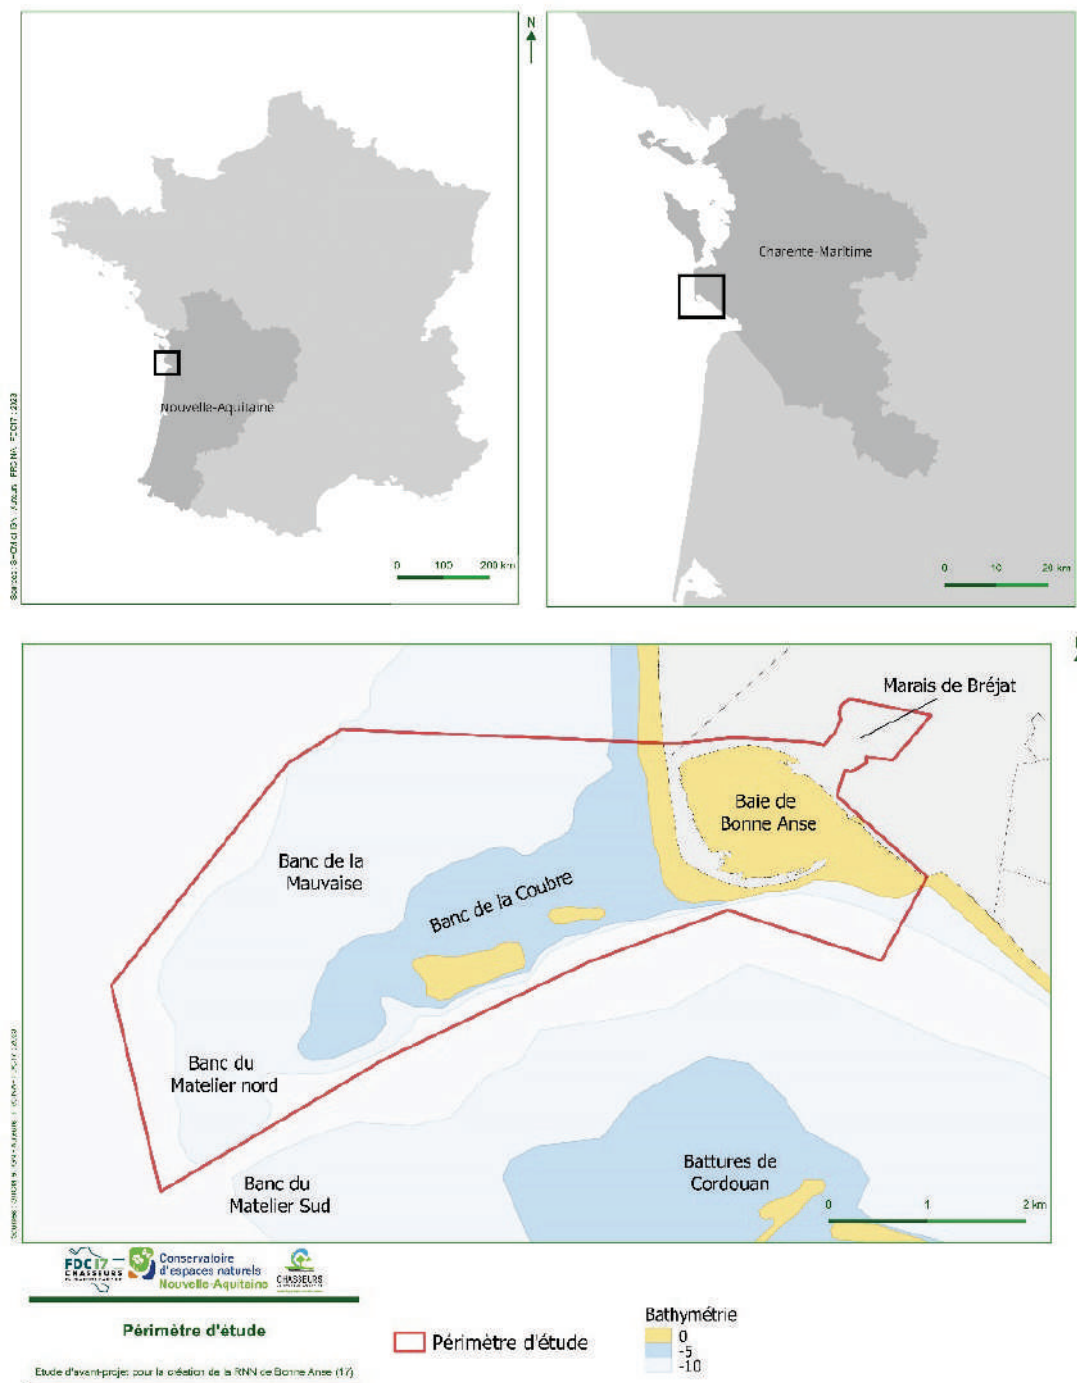 N
Nouvelle-Aquitaine
0 100 200 km
Charente-Maritime
0 10 20 km
Marais de Bréjat
Baie de
Bonne Anse
Banc de la
Mauvaise
Banc de la Coubre
Banc du
Matelier nord
Banc du
Matelier Sud
Battures de
Cordouan
0 1 2 km
FDC17
CHASSEURS
Conservatoire
d'espaces naturels
Nouvelle-Aquitaine
CHASSEURS
Périmètre d'étude
Etude d'avant-projet pour la création de la RNN de Bonne Anse (17)
Périmètre d'étude
Bathymétrie
0
-5
-10